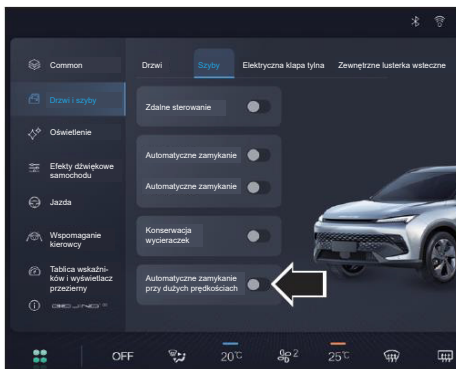 Common
Drzwi i szyby
Oświetlenie
Efekty dźwiękowe
samochodu
Jazda
Wspomaganie
kierowcy
Tablica wskaźni-
ków i wyświetlacz
przezierny
Drzwi
Szyby
Elektryczna klapa tylna
Zewnętrzne lusterka wsteczne
Zdalne sterowanie
Automatyczne zamykanie
Automatyczne zamykanie
Konserwacja
wycieraczek
Automatyczne zamykanie
przy dużych prędkościach
OFF
20°C
2
25°C